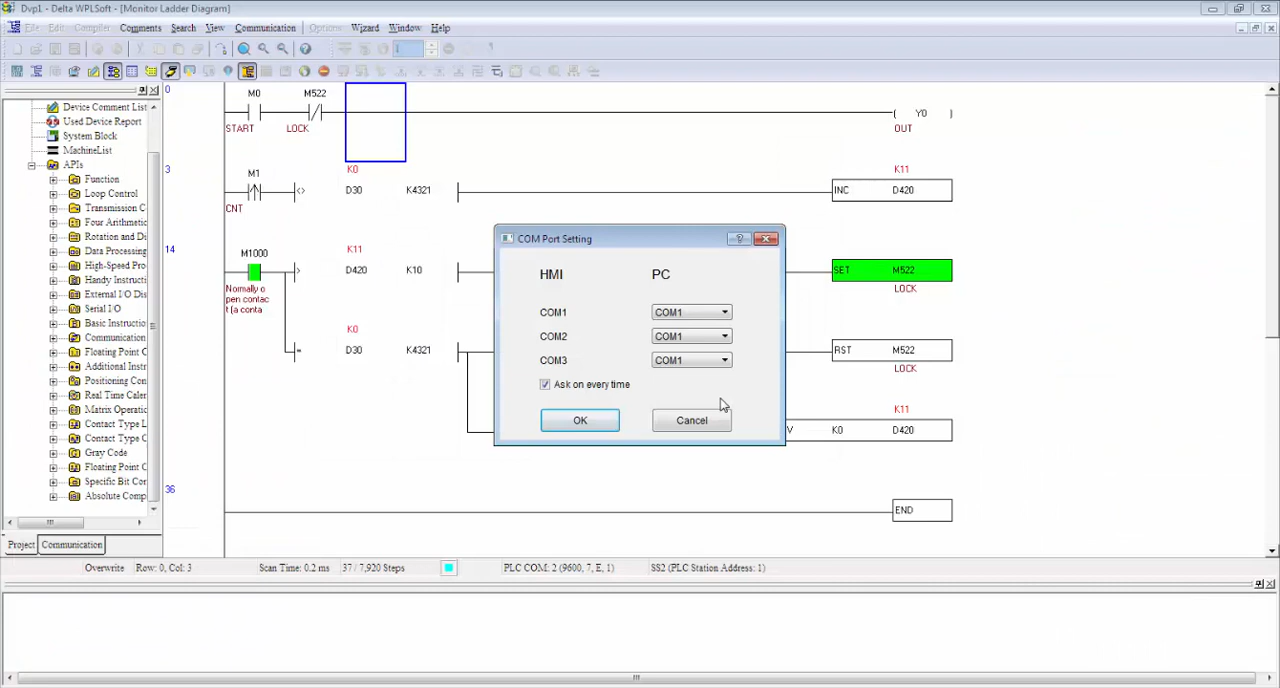 Dvp1 - Delta WPLSoft - [Monitor Ladder Diagram]
File Edit Compiler Comments Search View Communication Options Wizard Window Help
1
Device Comment List
Used Device Report
System Block
MachineList
APIs
Function
Loop Control
Transmission C
Four Arithmetic
Rotation and Di
Data Processing
High-Speed Pro
Handy Instructi
External I/O Dis
Serial I/O
Basic Instructio
Communication
Floating Point C
Additional Instr
Positioning Con
Real Time Calen
Matrix Operatio
Contact Type L
Contact Type C
Gray Code
Floating Point C
Specific Bit Con
Absolute Comp
Project Communication
0
M0 M522
Y0
START LOCK OUT
3
M1 K0 K11
D30 K4321 INC D420
CNT
14
M1000 K11
D420 K10 SET M522
Normally o
pen contac
t (a conta
LOCK
K0
D30 K4321 RST M522
LOCK
K11
V K0 D420
36
END
COM Port Setting
HMI PC
COM1 COM1
COM2 COM1
COM3 COM1
Ask on every time
OK Cancel
Overwrite Row: 0, Col: 3 Scan Time: 0.2 ms 37 / 7,920 Steps PLC COM: 2 (9600, 7, E, 1) SS2 (PLC Station Address: 1)